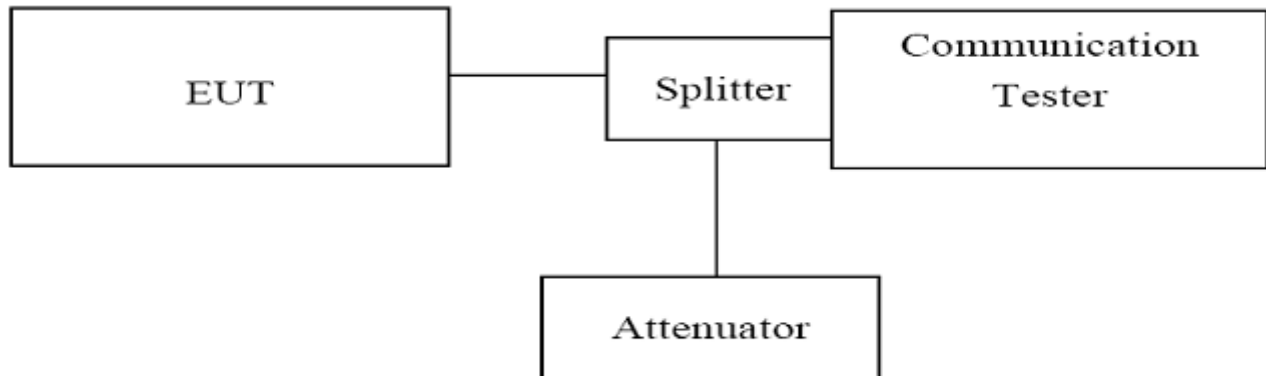 EUT
Splitter
Communication
Tester
Attenuator